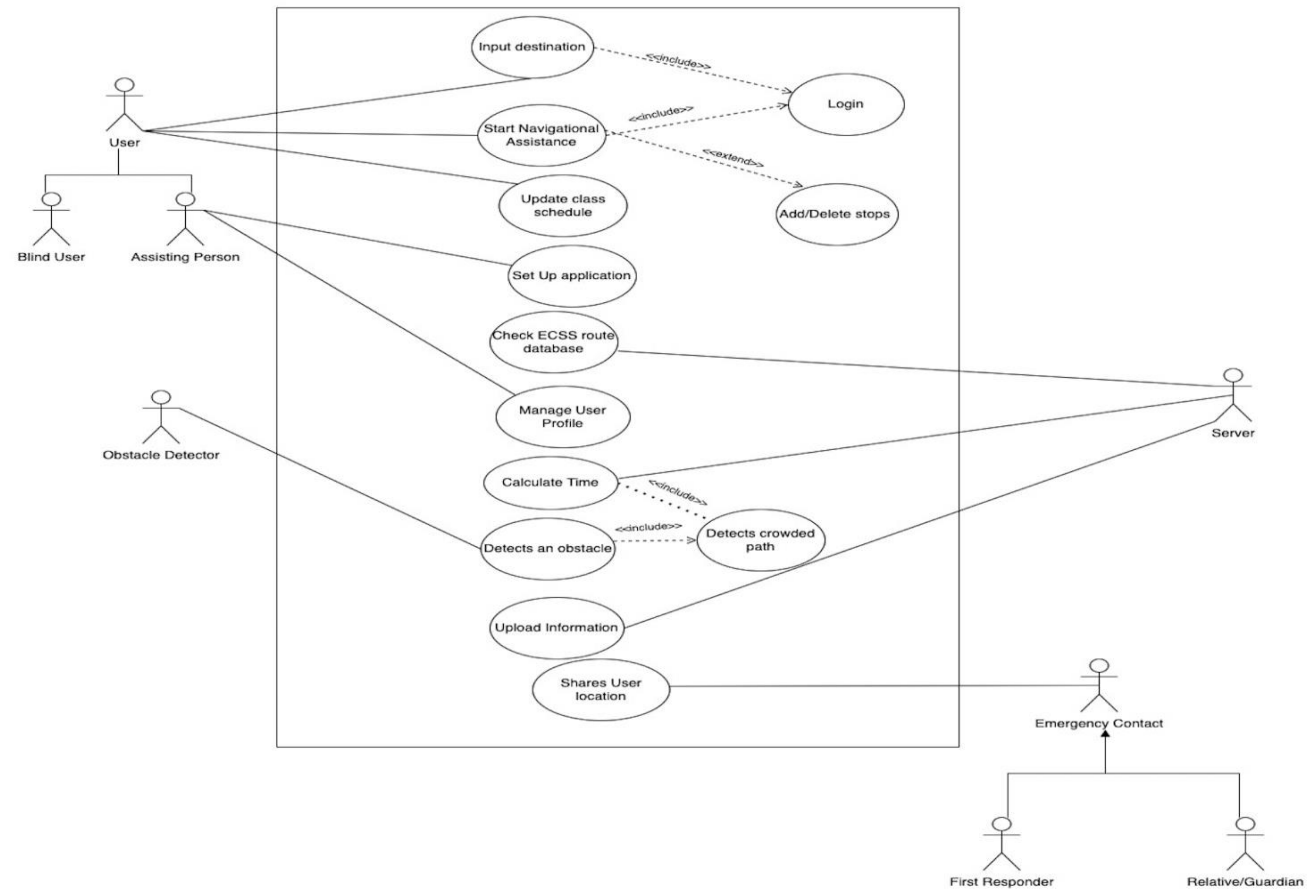 Input destination
<<include>>
Login
User
Start Navigational
Assistance
<<include>>
<<extend>>
Update class
schedule
Add/Delete stops
Blind User
Assisting Person
Set Up application
Check ECSS route
database
Manage User
Profile
Server
Obstacle Detector
Calculate Time
<<include>>
Detects an obstacle
<<include>>
Detects crowded
path
Upload Information
Shares User
location
Emergency Contact
First Responder
Relative/Guardian